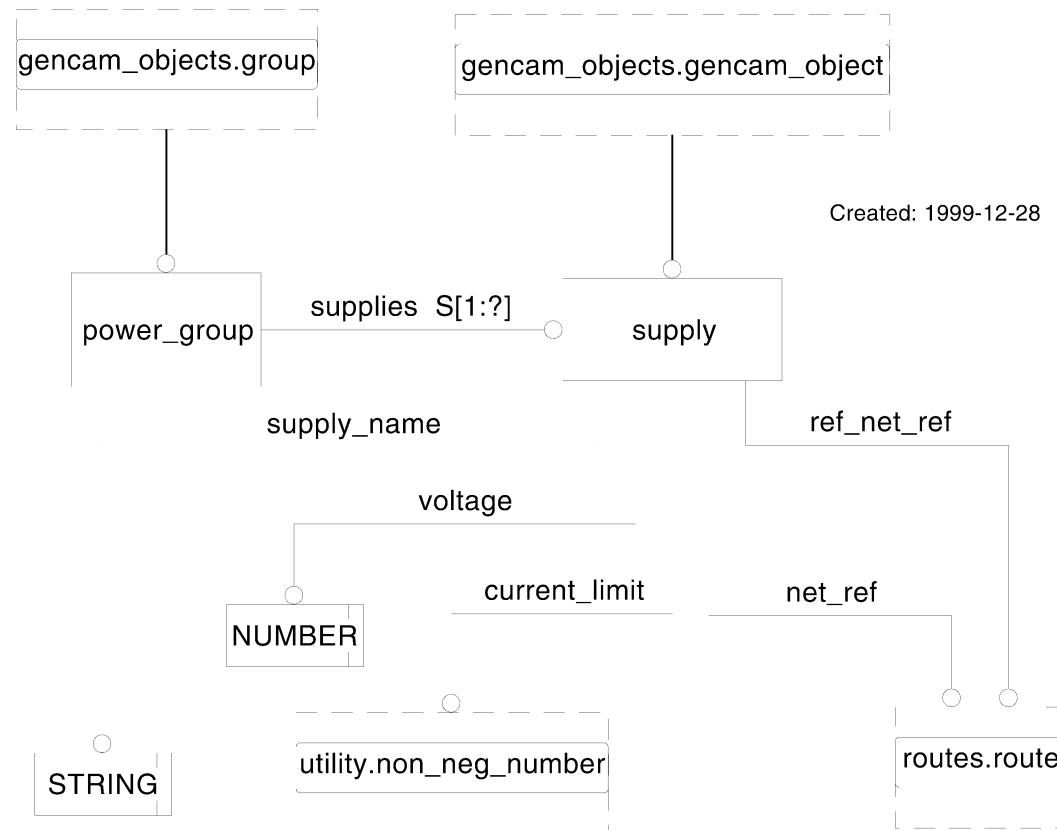 gencam_objects.group
gencam_objects.gencam_object
Created: 1999-12-28
supplies S[1:?]
power_group
supply
supply_name
ref_net_ref
voltage
current_limit
net_ref
NUMBER
utility.non_neg_number
routes.route
STRING